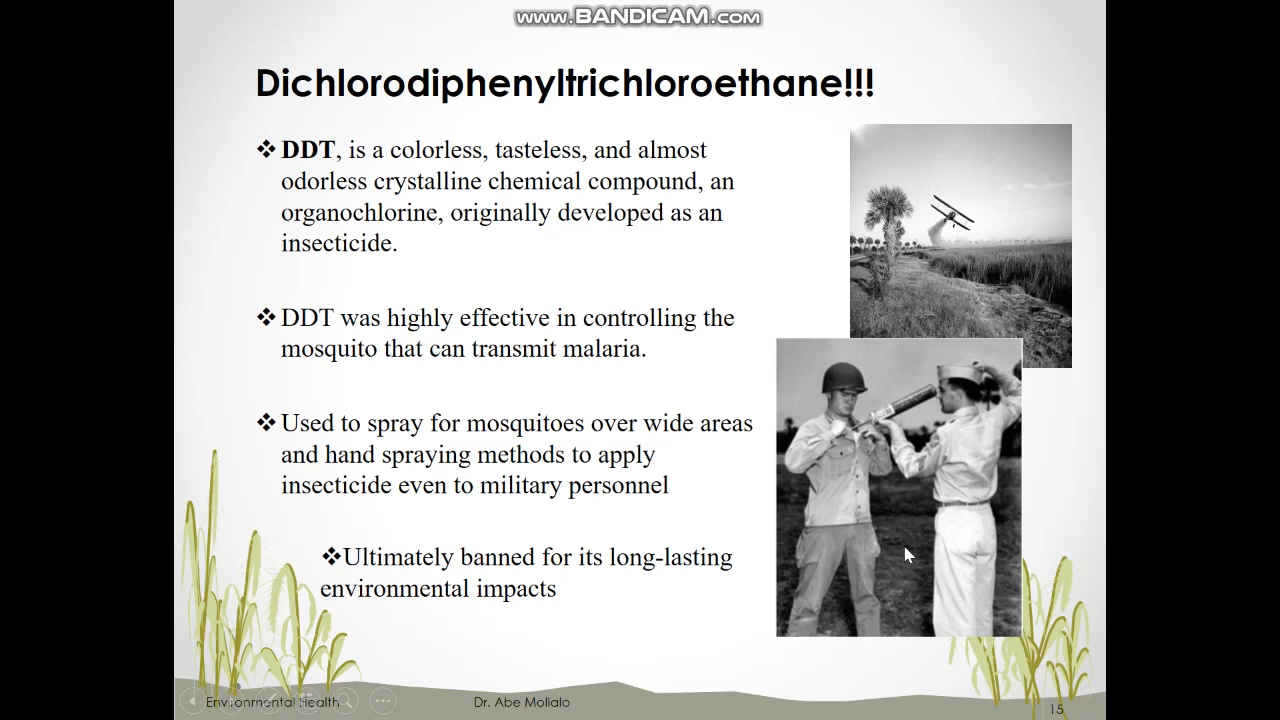 www.BANDICAM.com
Dichlorodiphenyltrichloroethane!!!
❖DDT, is a colorless, tasteless, and almost
odorless crystalline chemical compound, an
organochlorine, originally developed as an
insecticide.
❖DDT was highly effective in controlling the
mosquito that can transmit malaria.
❖Used to spray for mosquitoes over wide areas
and hand spraying methods to apply
insecticide even to military personnel
❖Ultimately banned for its long-lasting
environmental impacts
Environmental Health
Dr. Abe Mollalo
15